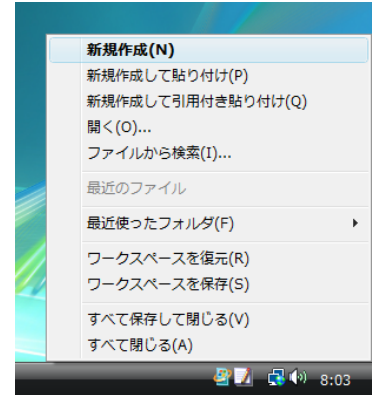 新規作成(N)
新規作成して貼り付け(P)
新規作成して引用付き貼り付け(Q)
開く(O)...
ファイルから検索(I)...
最近のファイル
最近使ったフォルダ(F)
ワークスペースを復元(R)
ワークスペースを保存(S)
すべて保存して閉じる(V)
すべて閉じる(A)
8:03